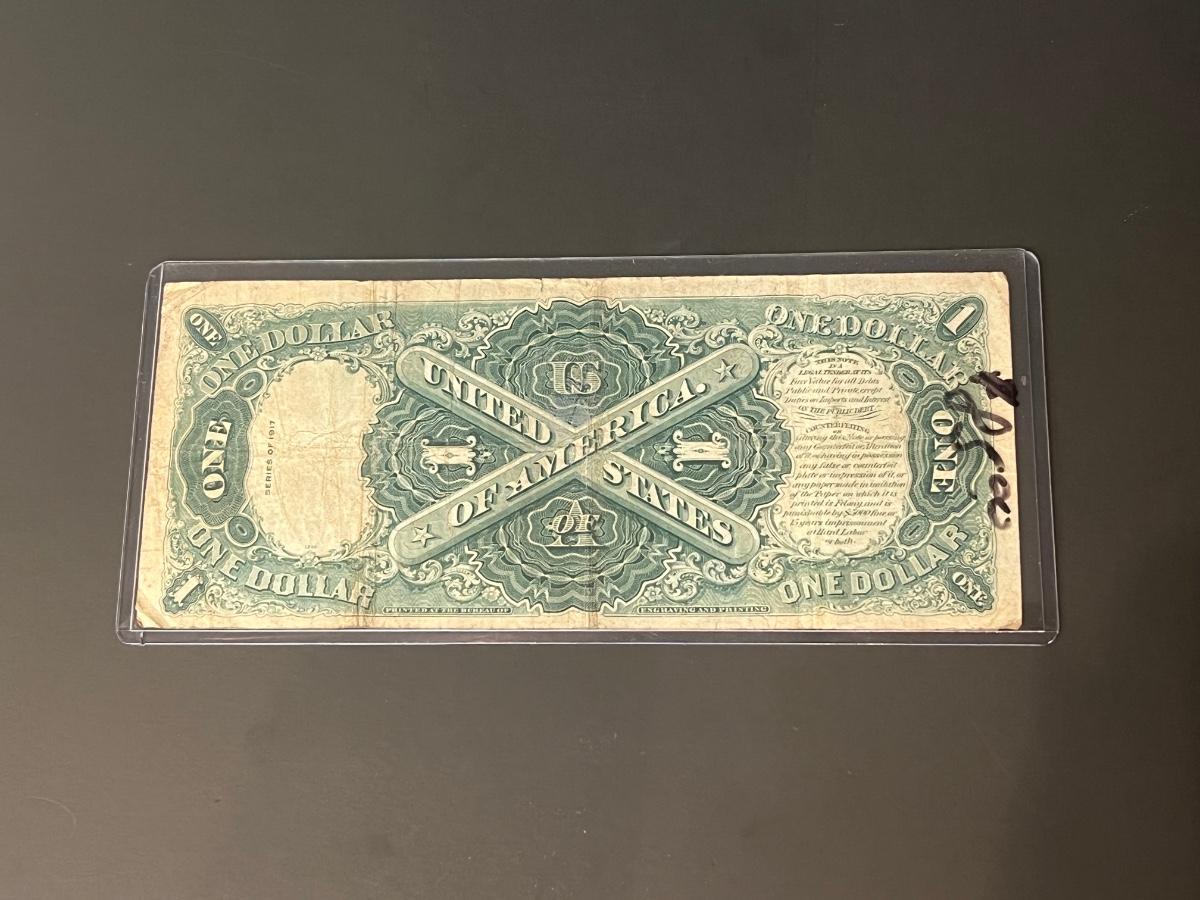 ONE
ONE DOLLAR
ONE DOLLAR
1
ONE
SERIES OF 1917
ONE
1
ONE DOLLAR
UNITED STATES
OF AMERICA.
US
1
1
OF
A
PRINTED AT THE BUREAU OF
ENGRAVING AND PRINTING
THIS NOTE
IS A
LEGAL TENDER AT ITS
Face Value for all Debts
Public and Private, except
Duties on Imports and Interest
ON THE PUBLIC DEBT.
COUNTERFEITING
OR
altering this Note or passing
any Counterfeit or Alteration
of it, or having in possession
any false or counterfeit
plate or impression of it, or
any paper made in imitation
of the Paper on which it is
printed is Felony, and is
punishable by $5000 fine or
15 years imprisonment
at Hard Labor
or both.
ONE DOLLAR
ONE